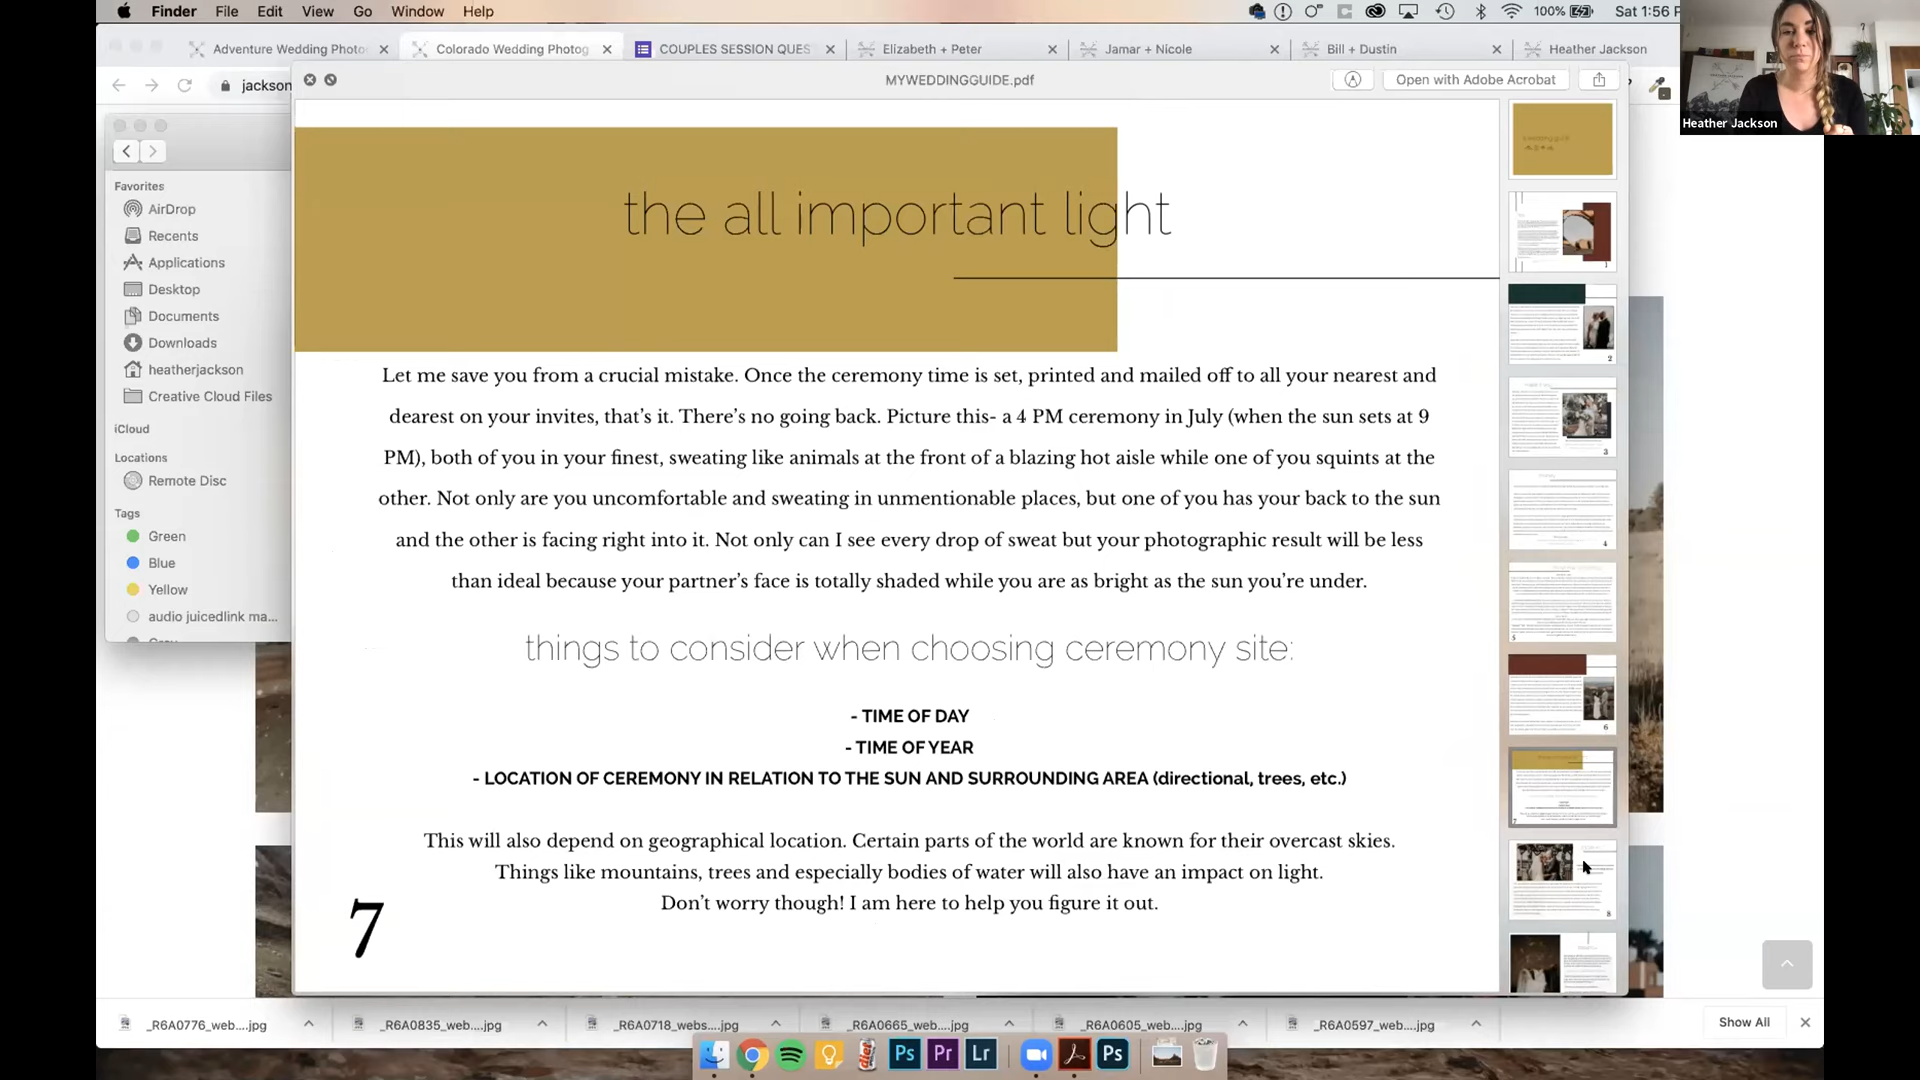 Finder File Edit View Go Window Help
100%
Sat 1:56 P
Adventure Wedding Photo
Colorado Wedding Photog
COUPLES SESSION QUES
Elizabeth + Peter
Jamar + Nicole
Bill + Dustin
Heather Jackson
jackson
MYWEDDINGGUIDE.pdf
Open with Adobe Acrobat
Heather Jackson
Favorites
AirDrop
Recents
Applications
Desktop
Documents
Downloads
heatherjackson
Creative Cloud Files
iCloud
Locations
Remote Disc
Tags
Green
Blue
Yellow
audio juicedlink ma...
the all important light
Let me save you from a crucial mistake. Once the ceremony time is set, printed and mailed off to all your nearest and
dearest on your invites, that's it. There's no going back. Picture this- a 4 PM ceremony in July (when the sun sets at 9
PM), both of you in your finest, sweating like animals at the front of a blazing hot aisle while one of you squints at the
other. Not only are you uncomfortable and sweating in unmentionable places, but one of you has your back to the sun
and the other is facing right into it. Not only can I see every drop of sweat but your photographic result will be less
than ideal because your partner's face is totally shaded while you are as bright as the sun you're under.
things to consider when choosing ceremony site:
- TIME OF DAY
- TIME OF YEAR
- LOCATION OF CEREMONY IN RELATION TO THE SUN AND SURROUNDING AREA (directional, trees, etc.)
This will also depend on geographical location. Certain parts of the world are known for their overcast skies.
Things like mountains, trees and especially bodies of water will also have an impact on light.
Don't worry though! I am here to help you figure it out.
7
1
2
3
4
5
6
7
8
_R6A0776_web....jpg
_R6A0835_web....jpg
_R6A0718_webs....jpg
_R6A0665_web....jpg
_R6A0605_web....jpg
_R6A0597_web....jpg
Show All
Ps
Pr
Lr
Ps